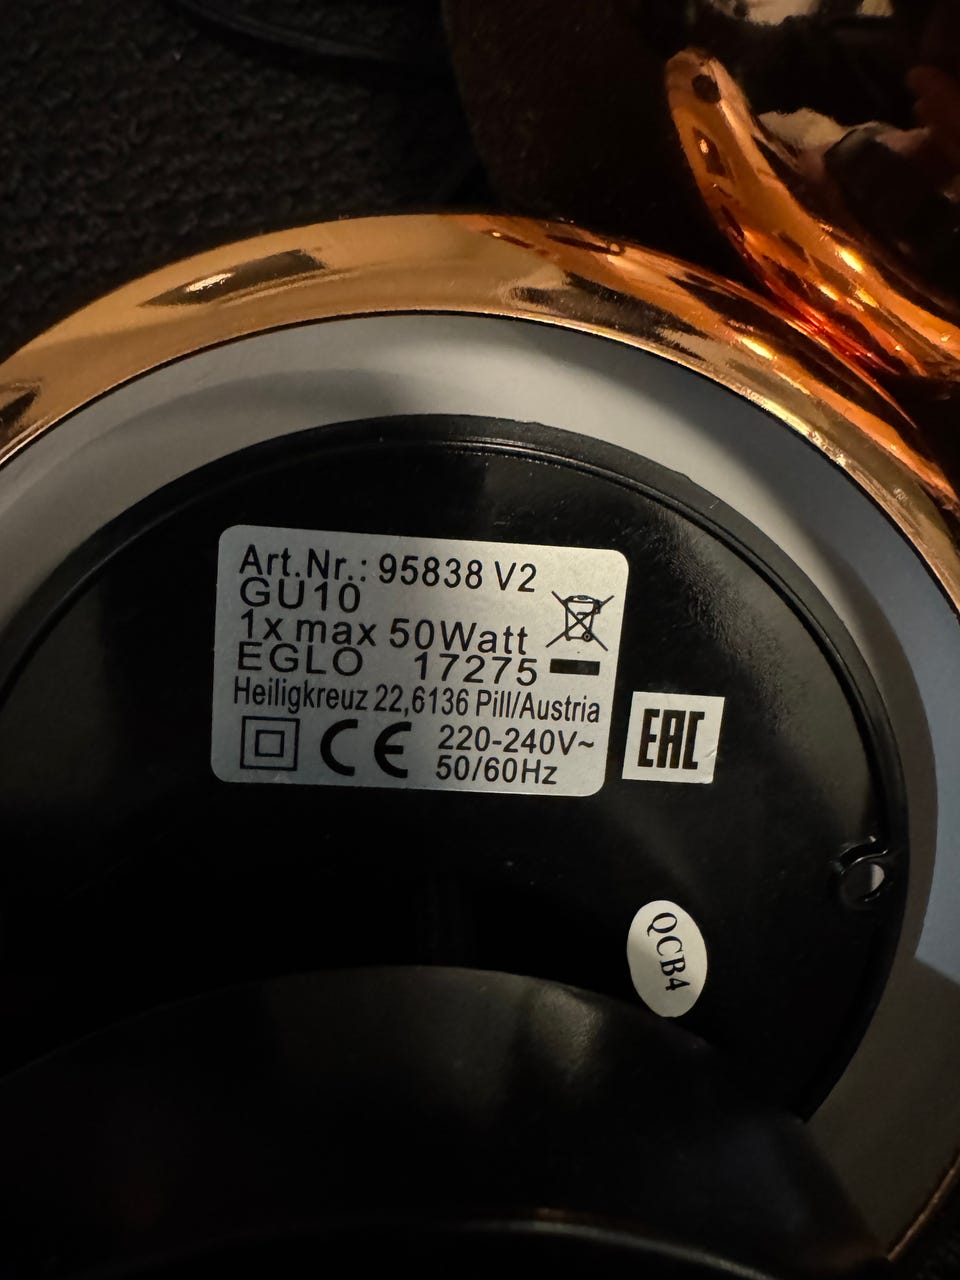 Art.Nr.: 95838 V2
GU10
1x max 50Watt
EGLO 17275
Heiligkreuz 22,6136 Pill/Austria
CE 220-240V~
50/60Hz
EAC
QCB4